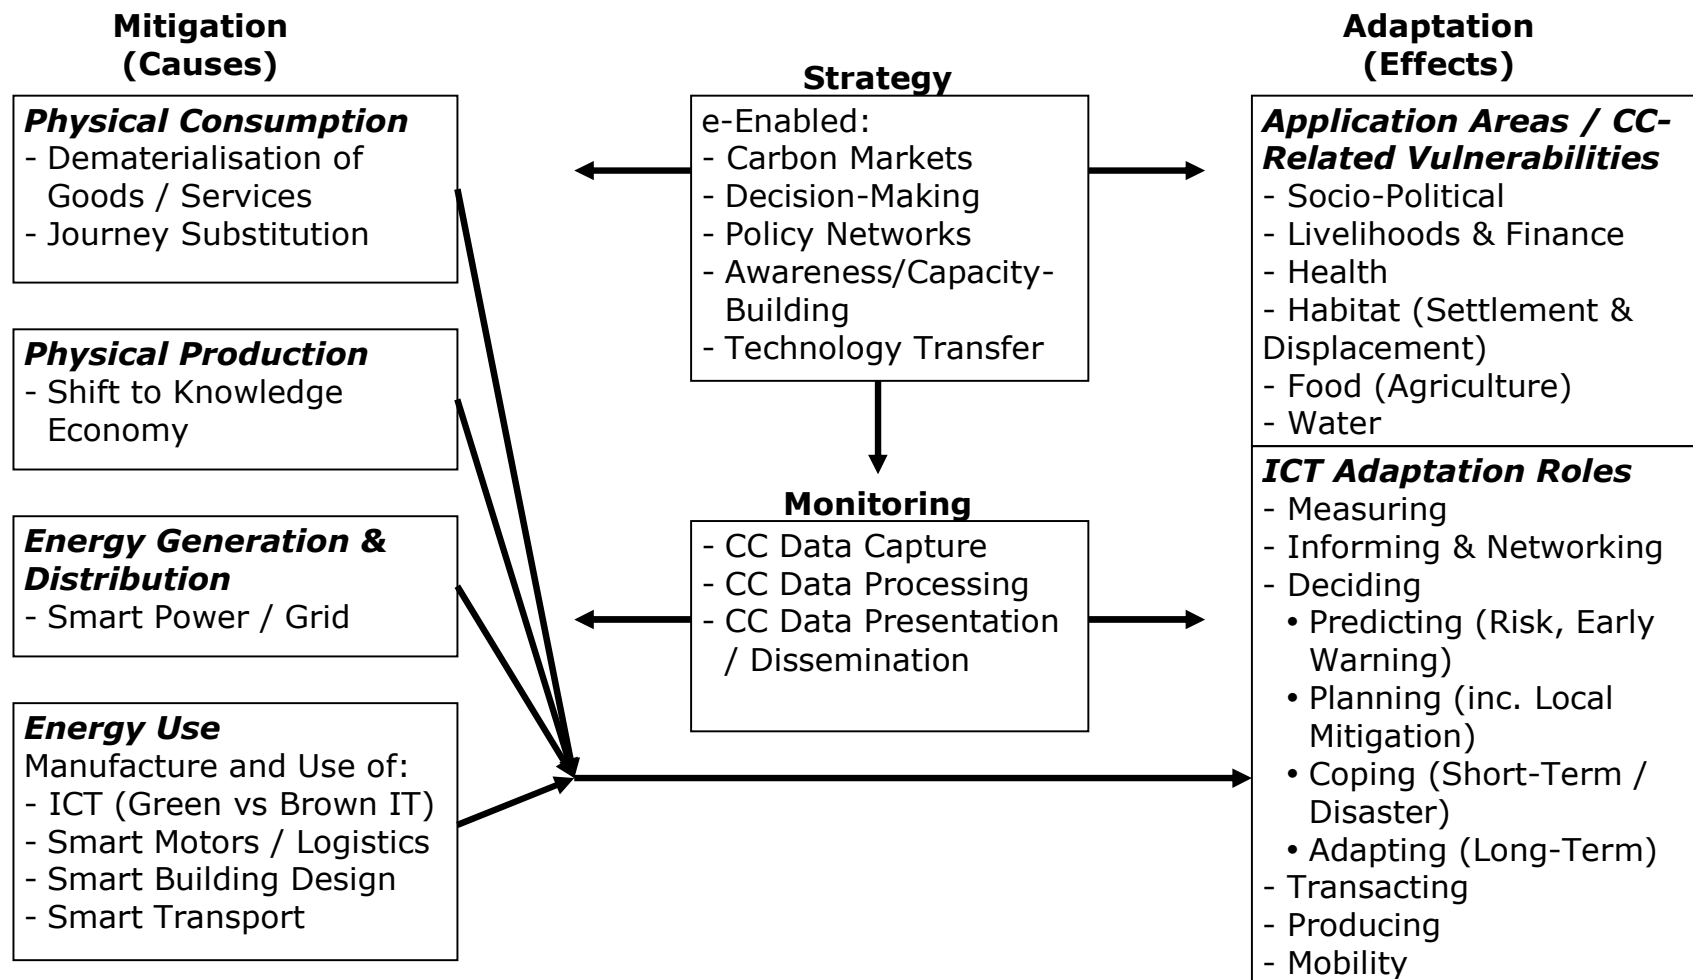 Mitigation
(Causes)
Physical Consumption
- Dematerialisation of
Goods / Services
- Journey Substitution
Physical Production
- Shift to Knowledge
Economy
Energy Generation &
Distribution
- Smart Power / Grid
Energy Use
Manufacture and Use of:
- ICT (Green vs Brown IT)
- Smart Motors / Logistics
- Smart Building Design
- Smart Transport
Strategy
e-Enabled:
- Carbon Markets
- Decision-Making
- Policy Networks
- Awareness/Capacity-
Building
- Technology Transfer
Monitoring
- CC Data Capture
- CC Data Processing
- CC Data Presentation
/ Dissemination
Adaptation
(Effects)
Application Areas / CC-
Related Vulnerabilities
- Socio-Political
- Livelihoods & Finance
- Health
- Habitat (Settlement &
Displacement)
- Food (Agriculture)
- Water
ICT Adaptation Roles
- Measuring
- Informing & Networking
- Deciding
• Predicting (Risk, Early
Warning)
• Planning (inc. Local
Mitigation)
• Coping (Short-Term /
Disaster)
• Adapting (Long-Term)
- Transacting
- Producing
- Mobility